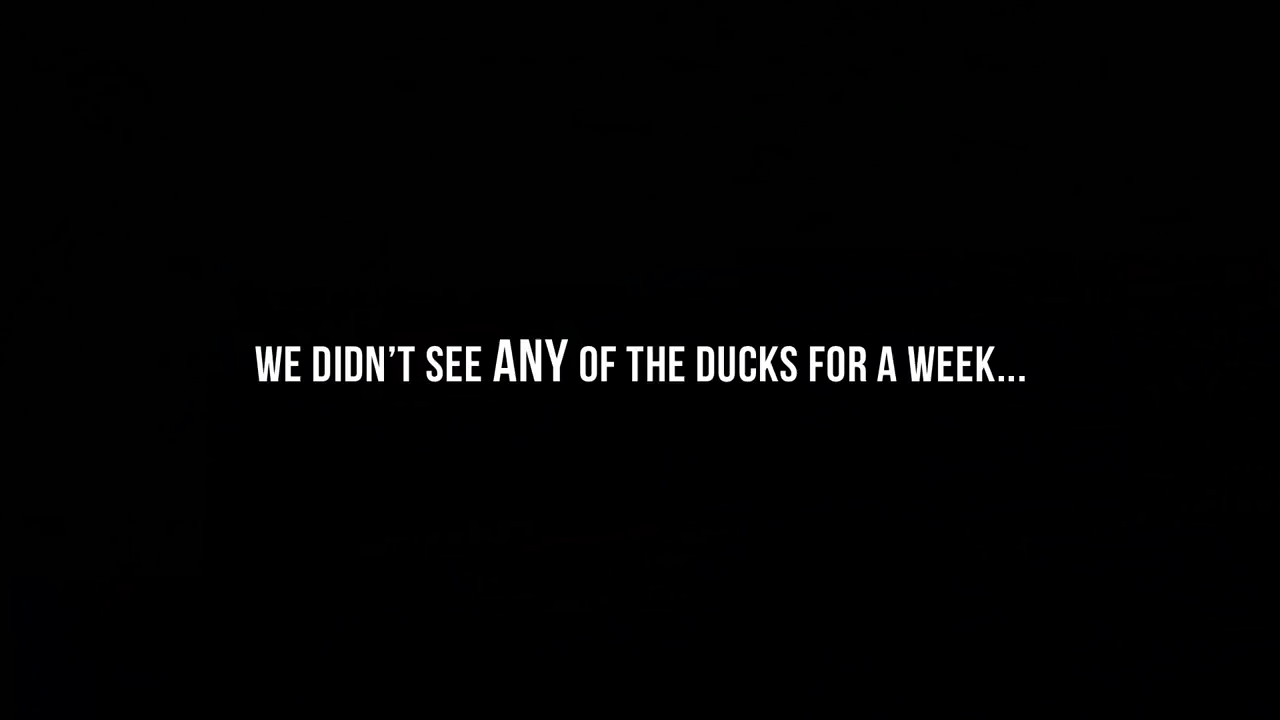 WE DIDN’T SEE ANY OF THE DUCKS FOR A WEEK...